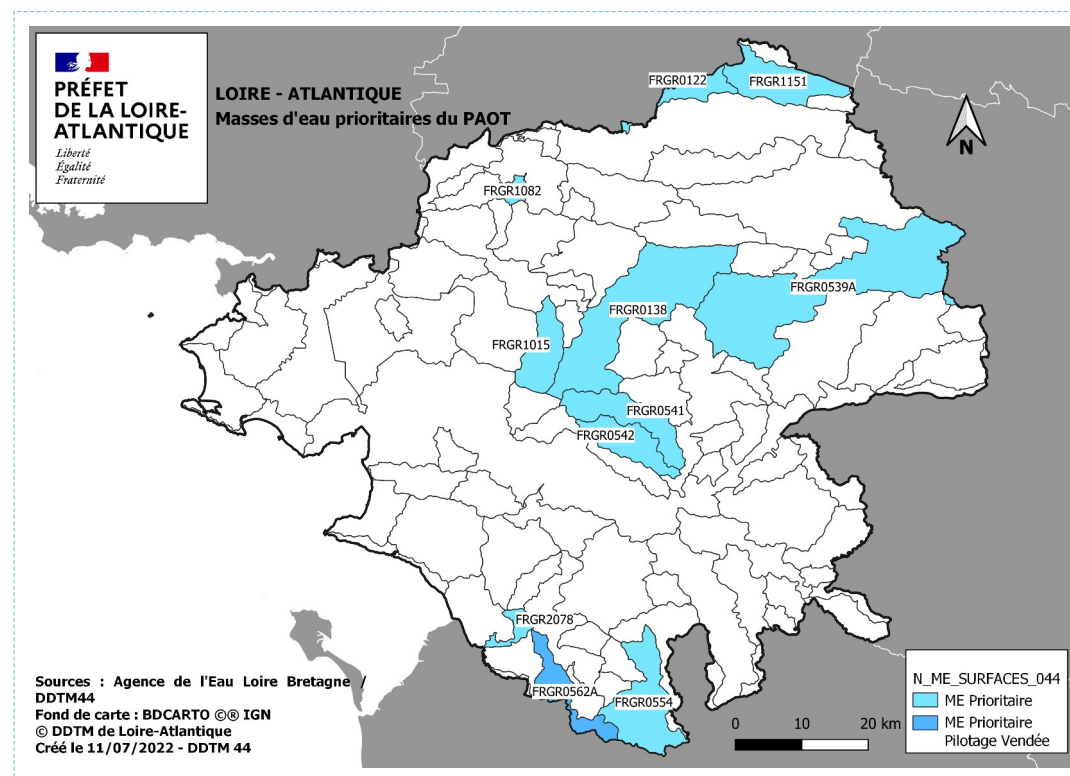 PRÉFET
DE LA LOIRE-
ATLANTIQUE
Liberté
Égalité
Fraternité
LOIRE - ATLANTIQUE
Masses d'eau prioritaires du PAOT
FRGR0122
FRGR1151
N
FRGR1082
FRGR0539A
FRGR0138
FRGR1015
FRGR0541
FRGR0542
FRGR2078
FRGR0562A
FRGR0554
Sources : Agence de l'Eau Loire Bretagne /
DDTM44
Fond de carte : BDCARTO ©® IGN
© DDTM de Loire-Atlantique
Créé le 11/07/2022 - DDTM 44
0 10 20 km
N_ME_SURFACES_044
ME Prioritaire
ME Prioritaire
Pilotage Vendée